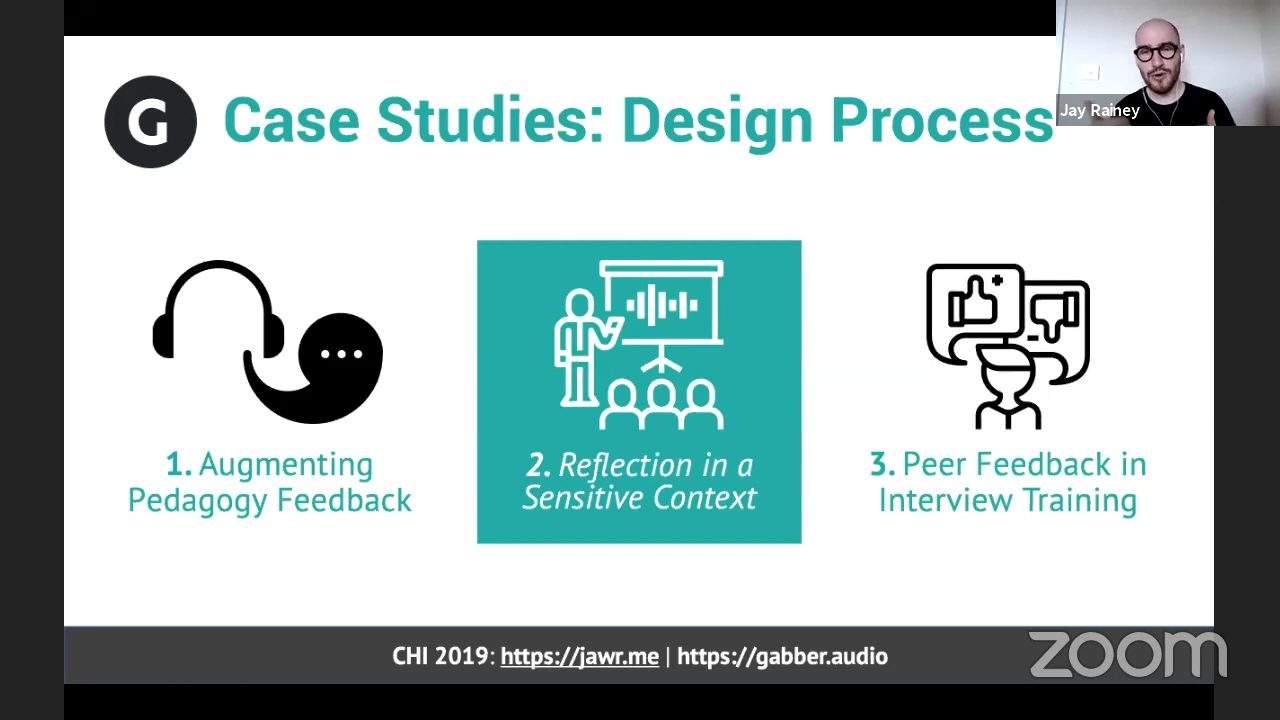 G Case Studies: Design Process
Jay Rainey
1. Augmenting
Pedagogy Feedback
2. Reflection in a
Sensitive Context
3. Peer Feedback in
Interview Training
CHI 2019: https://jawr.me | https://gabber.audio
zoom